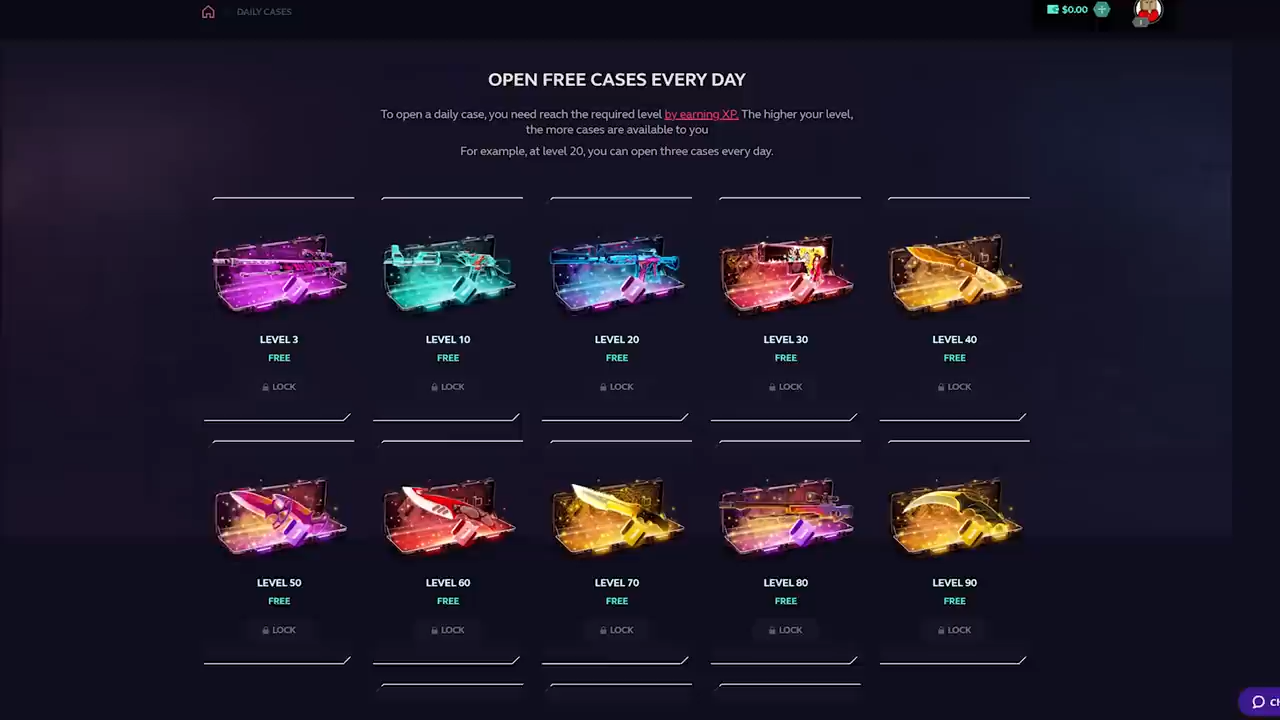 DAILY CASES
$0.00
I
OPEN FREE CASES EVERY DAY
To open a daily case, you need reach the required level by earning XP. The higher your level,
the more cases are available to you
For example, at level 20, you can open three cases every day.
LEVEL 3
FREE
LOCK
LEVEL 10
FREE
LOCK
LEVEL 20
FREE
LOCK
LEVEL 30
FREE
LOCK
LEVEL 40
FREE
LOCK
LEVEL 50
FREE
LOCK
LEVEL 60
FREE
LOCK
LEVEL 70
FREE
LOCK
LEVEL 80
FREE
LOCK
LEVEL 90
FREE
LOCK